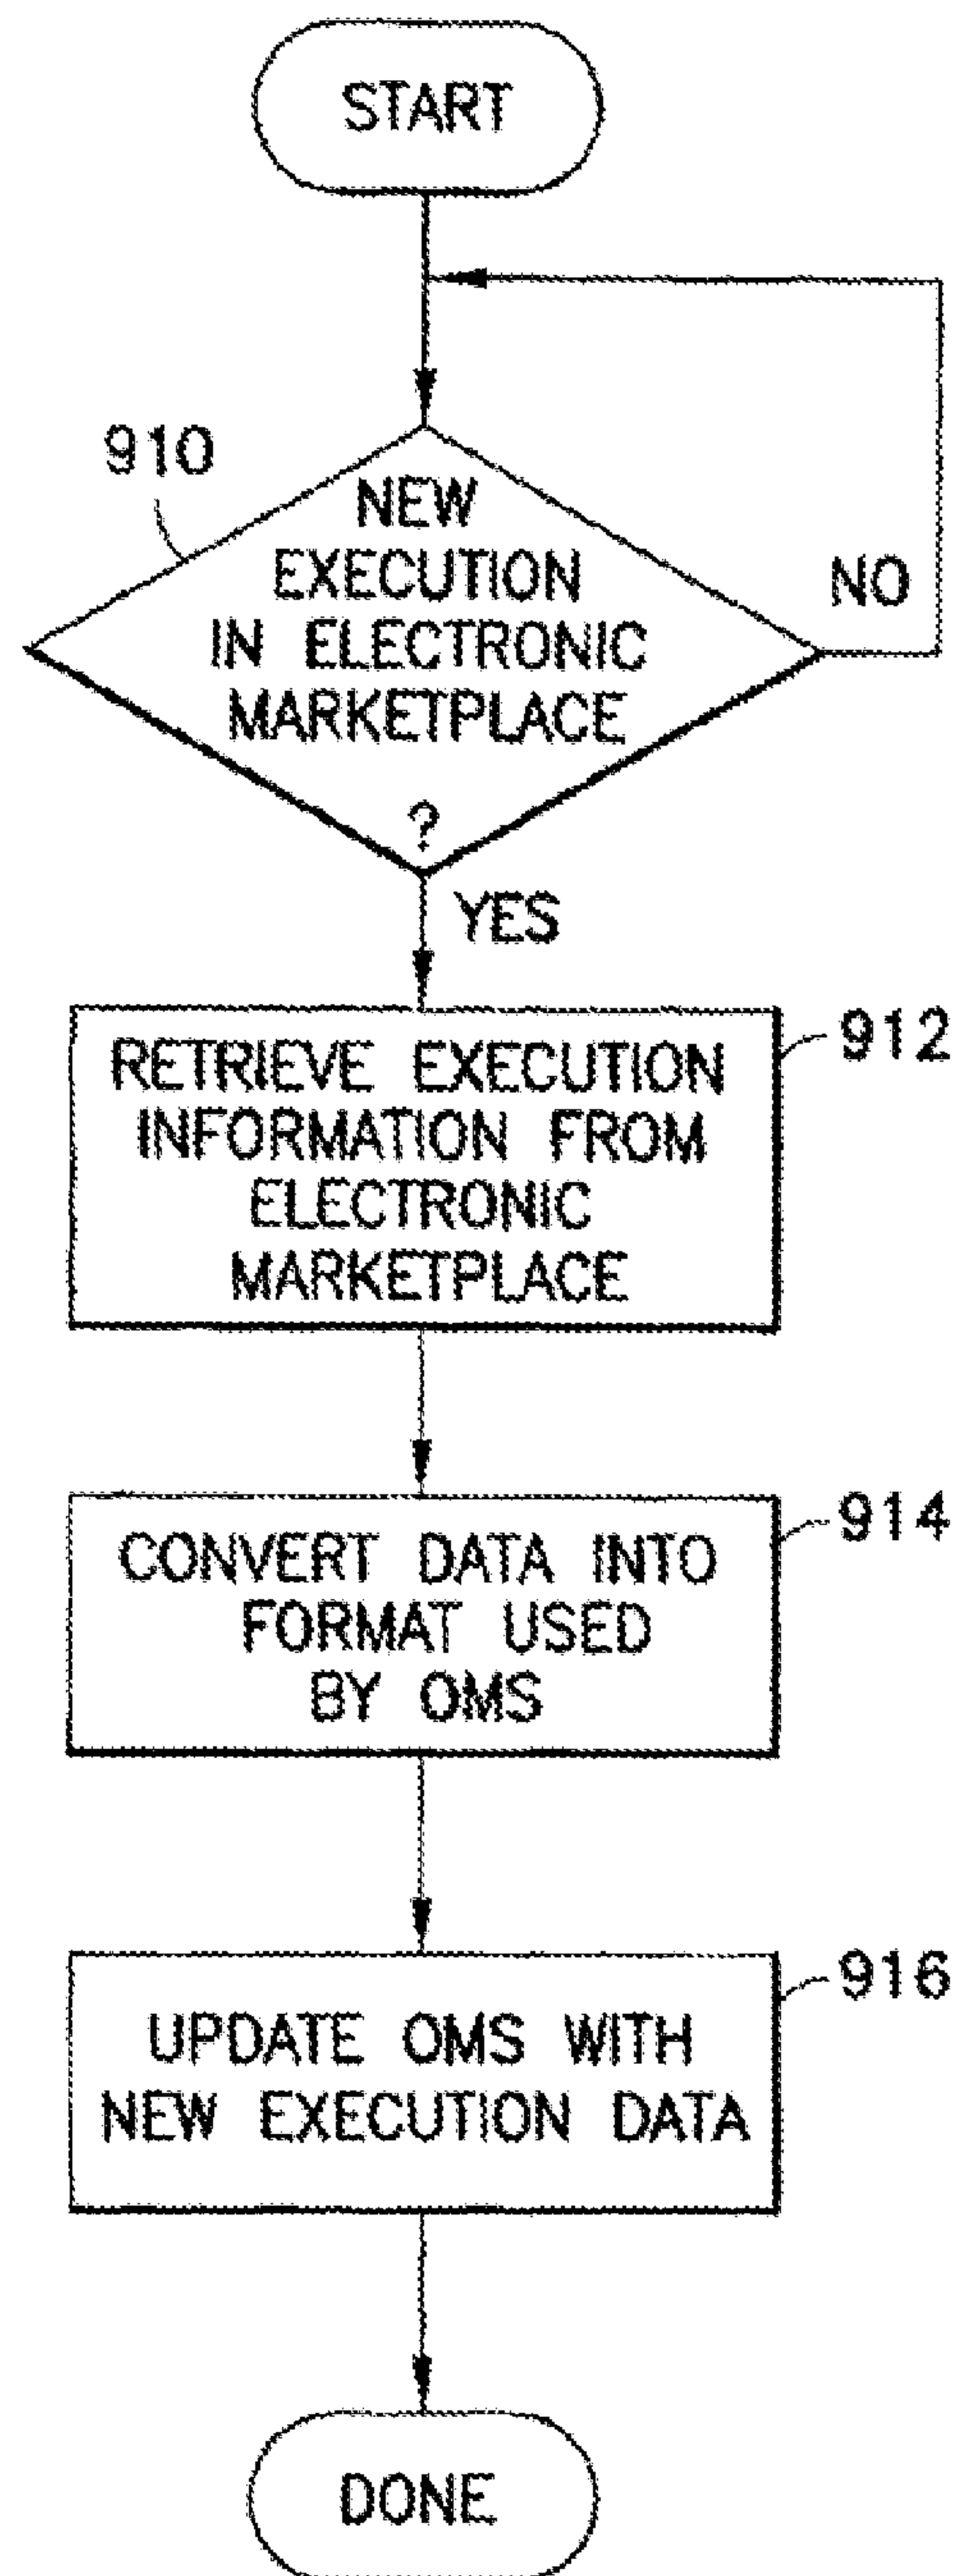 START
910
NEW
EXECUTION
IN ELECTRONIC
MARKETPLACE
?
NO
YES
912
RETRIEVE EXECUTION
INFORMATION FROM
ELECTRONIC
MARKETPLACE
914
CONVERT DATA INTO
FORMAT USED
BY OMS
916
UPDATE OMS WITH
NEW EXECUTION DATA
DONE